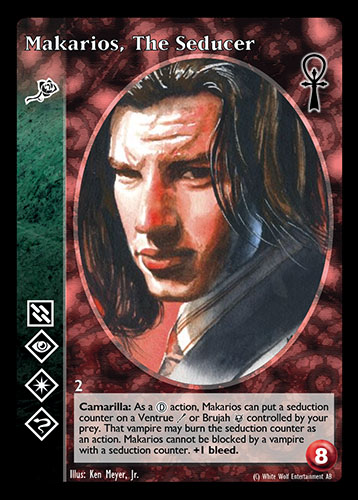 Makarios, The Seducer
2
Camarilla: As a D action, Makarios can put a seduction
counter on a Ventrue or Brujah controlled by your
prey. That vampire may burn the seduction counter as
an action. Makarios cannot be blocked by a vampire
with a seduction counter. +1 bleed.
8
Illus: Ken Meyer, Jr.
(C) White Wolf Entertainment AB